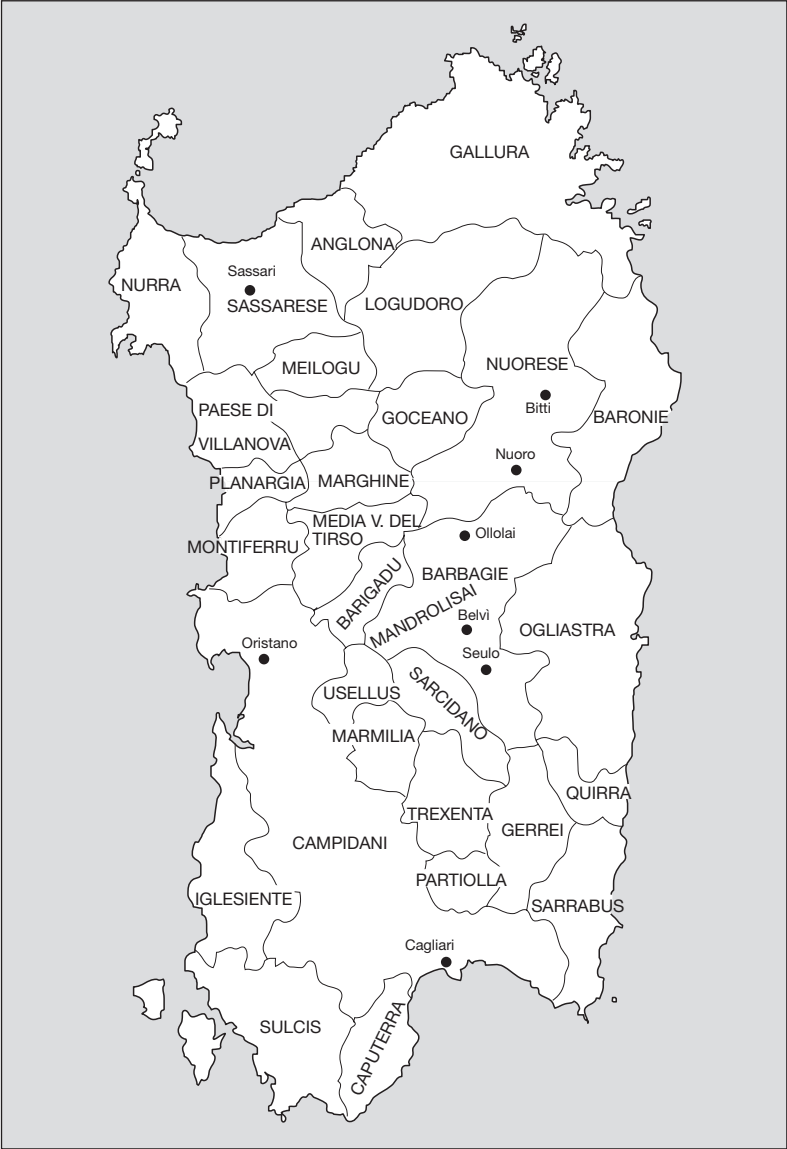 GALLURA
ANGLONA
Sassari
NURRA
SASSARESE
LOGUDORO
MEILOGU
NUORESE
Bitti
PAESE DI
VILLANOVA
GOCEANO
BARONIE
Nuoro
PLANARGIA
MARGHINE
MEDIA V. DEL
TIRSO
Ollolai
MONTIFERRU
BARIGADU
BARBAGIE
MANDROLISAI
Belvì
OGLIASTRA
Oristano
Seulo
USELLUS
SARCIDANO
MARMILIA
QUIRRA
TREXENTA
GERREI
CAMPIDANI
PARTIOLLA
IGLESIENTE
SARRABUS
Cagliari
SULCIS
CAPUTERRA